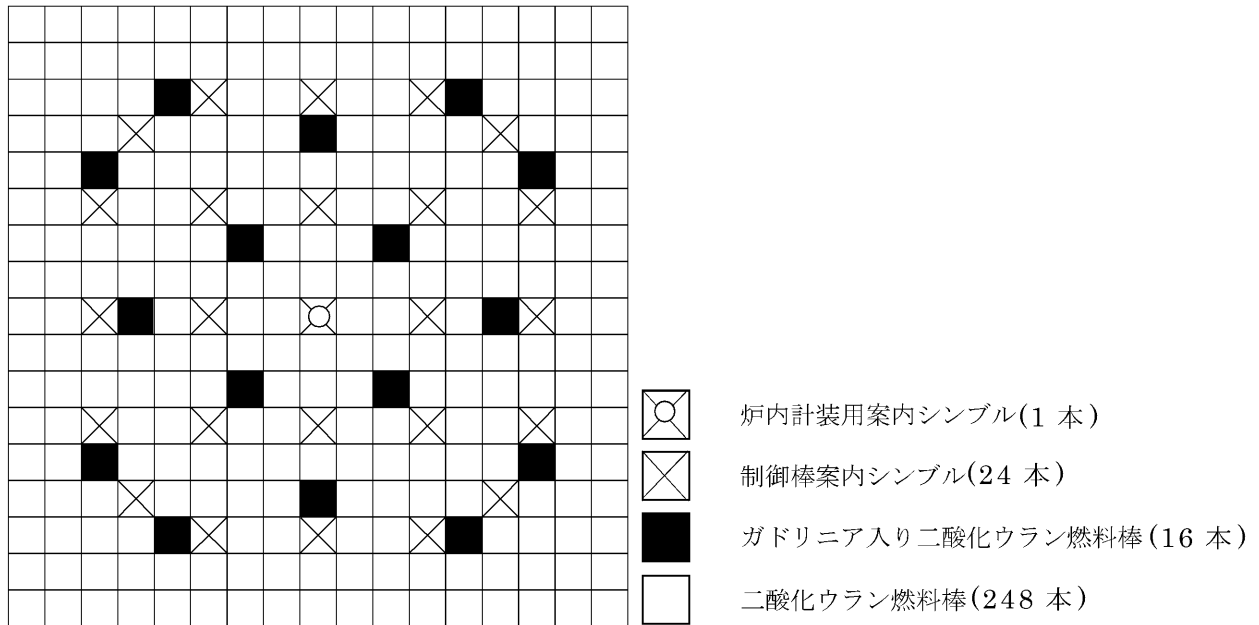 炉内計装用案内シンブル(1 本)
制御棒案内シンブル(24 本)
ガドリニア入り二酸化ウラン燃料棒(16 本)
二酸化ウラン燃料棒(248 本)